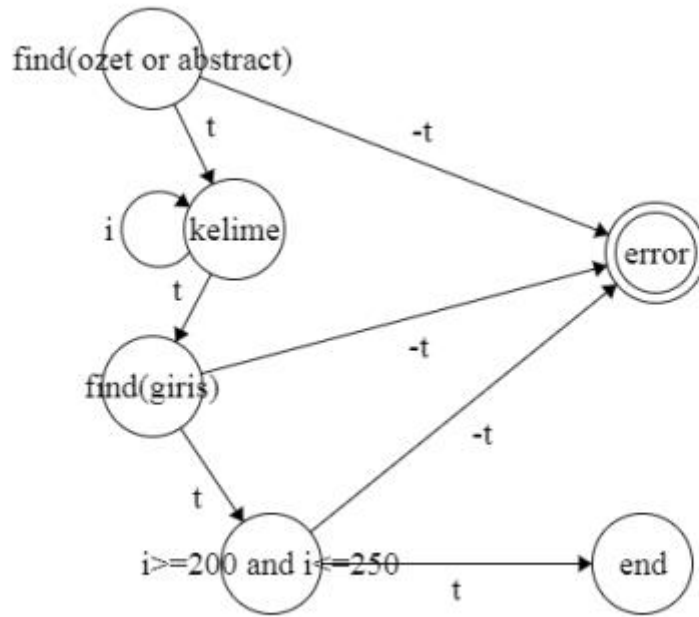 find(ozet or abstract)
t
-t
i
kelime
error
t
-t
find(giris)
-t
t
i>=200 and i<=250
end
t